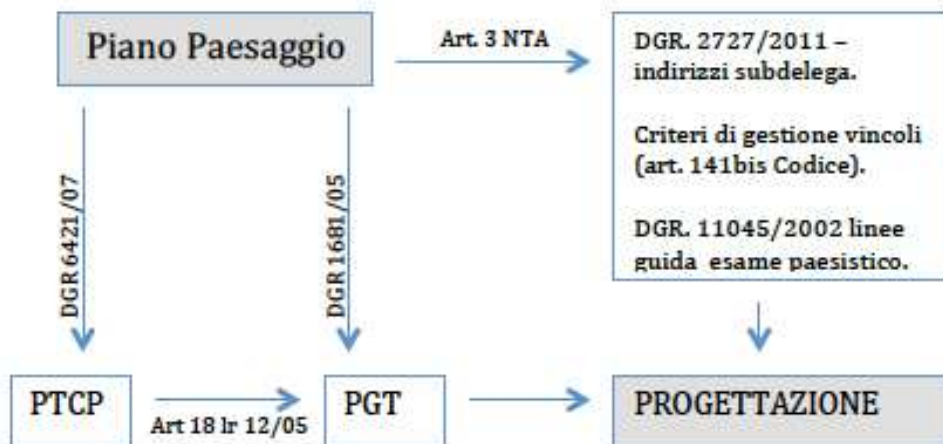 Piano Paesaggio
Art. 3 NTA
DGR. 2727/2011 –
indirizzi subdelega.
Criteri di gestione vincoli
(art. 141bis Codice).
DGR. 11045/2002 linee
guida esame paesistico.
DGR 6421/07
DGR 1681/05
PTCP
Art 18 lr 12/05
PGT
PROGETTAZIONE